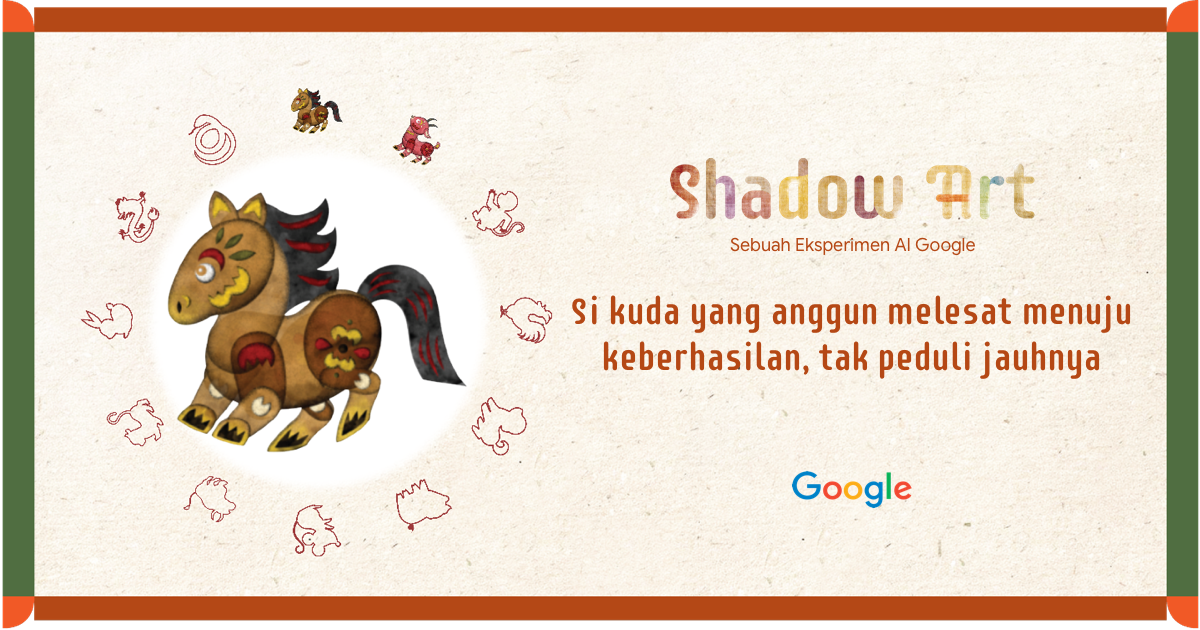 Shadow Art
Sebuah Eksperimen AI Google
Si kuda yang anggun melesat menuju
keberhasilan, tak peduli jauhnya
Google